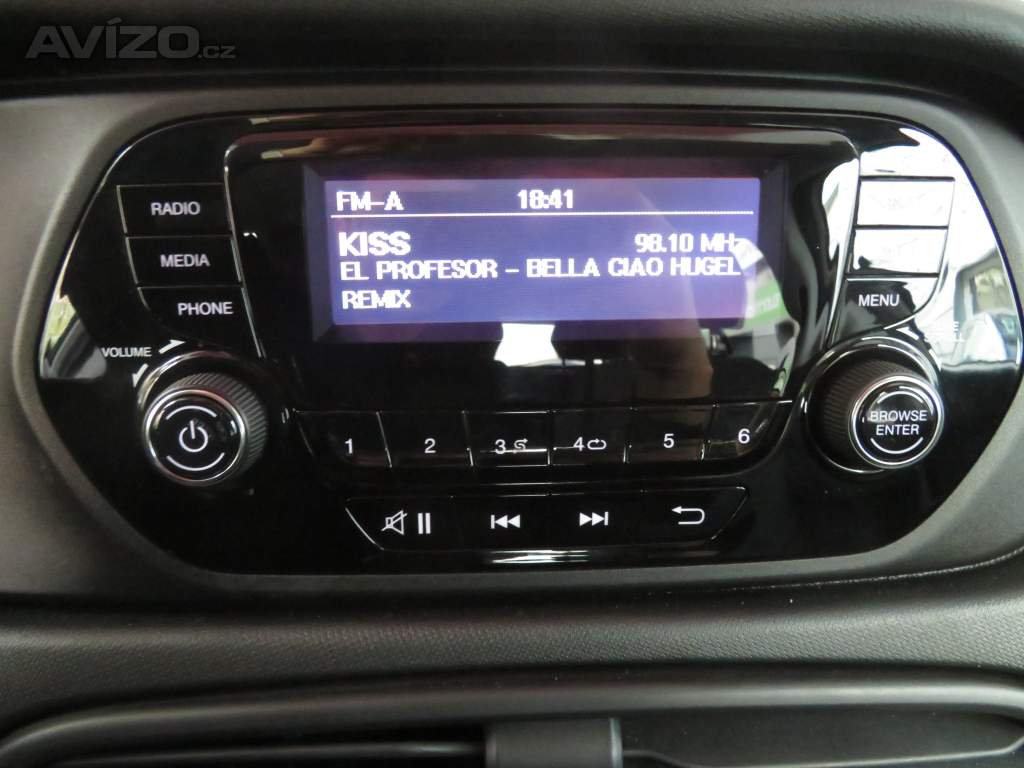 AVÍZO.cz
FM-A 18:41
KISS 98.10 MHz
EL PROFESOR - BELLA CIAO HUGEL
REMIX
RADIO
MEDIA
PHONE
MENU
VOLUME
BROWSE
ENTER
1 2 3 4 5 6